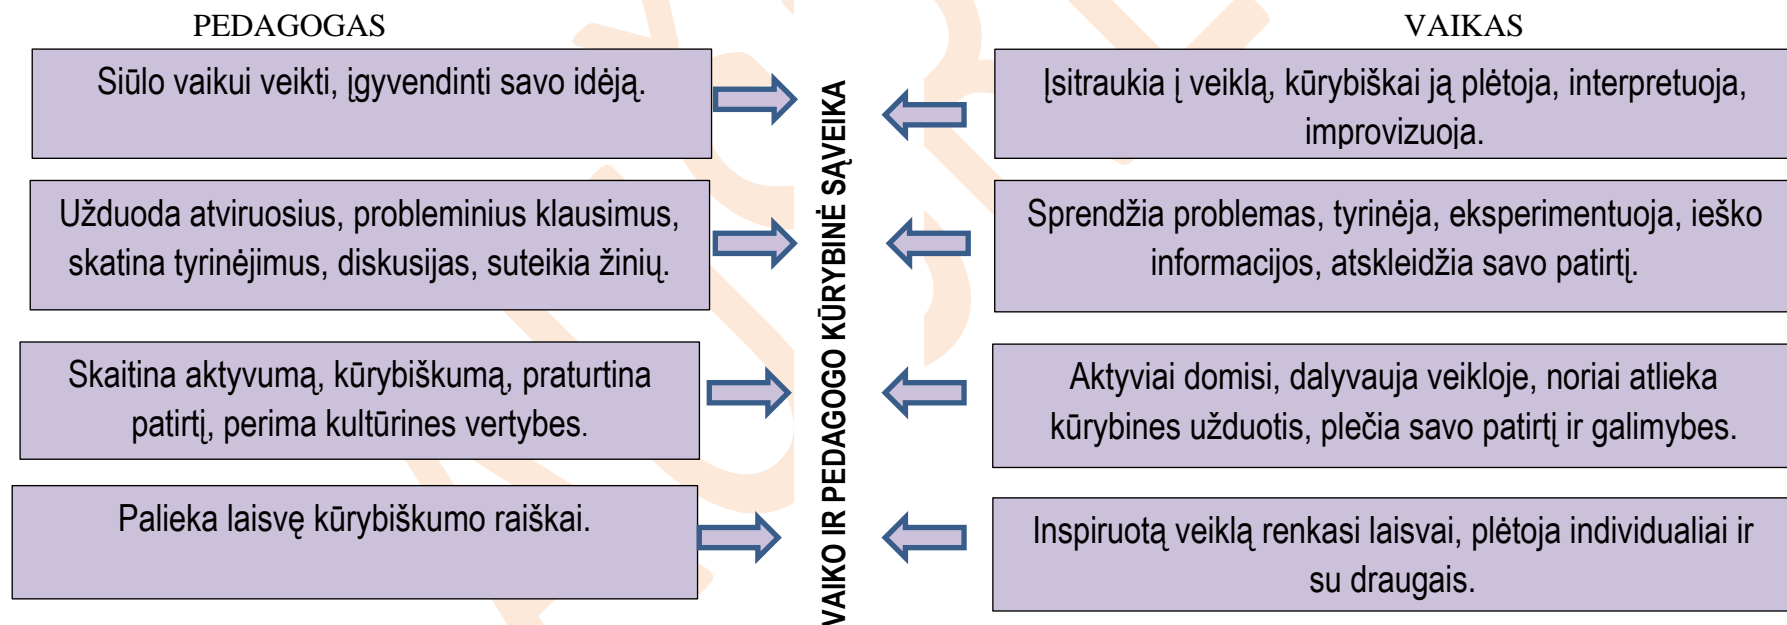 PEDAGOGAS
Siūlo vaikui veikti, įgyvendinti savo idėją.
Užduoda atviruosius, probleminius klausimus,
skatina tyrinėjimus, diskusijas, suteikia žinių.
Skaitina aktyvumą, kūrybiškumą, praturtina
patirtį, perima kultūrines vertybes.
Palieka laisvę kūrybiškumo raiškai.
VAIKO IR PEDAGOGO KŪRYBINĖ SĄVEIKA
VAIKAS
Įsitraukia į veiklą, kūrybiškai ją plėtoja, interpretuoja,
improvizuoja.
Sprendžia problemas, tyrinėja, eksperimentuoja, ieško
informacijos, atskleidžia savo patirtį.
Aktyviai domisi, dalyvauja veikloje, noriai atlieka
kūrybines užduotis, plečia savo patirtį ir galimybes.
Inspiruotą veiklą renkasi laisvai, plėtoja individualiai ir
su draugais.